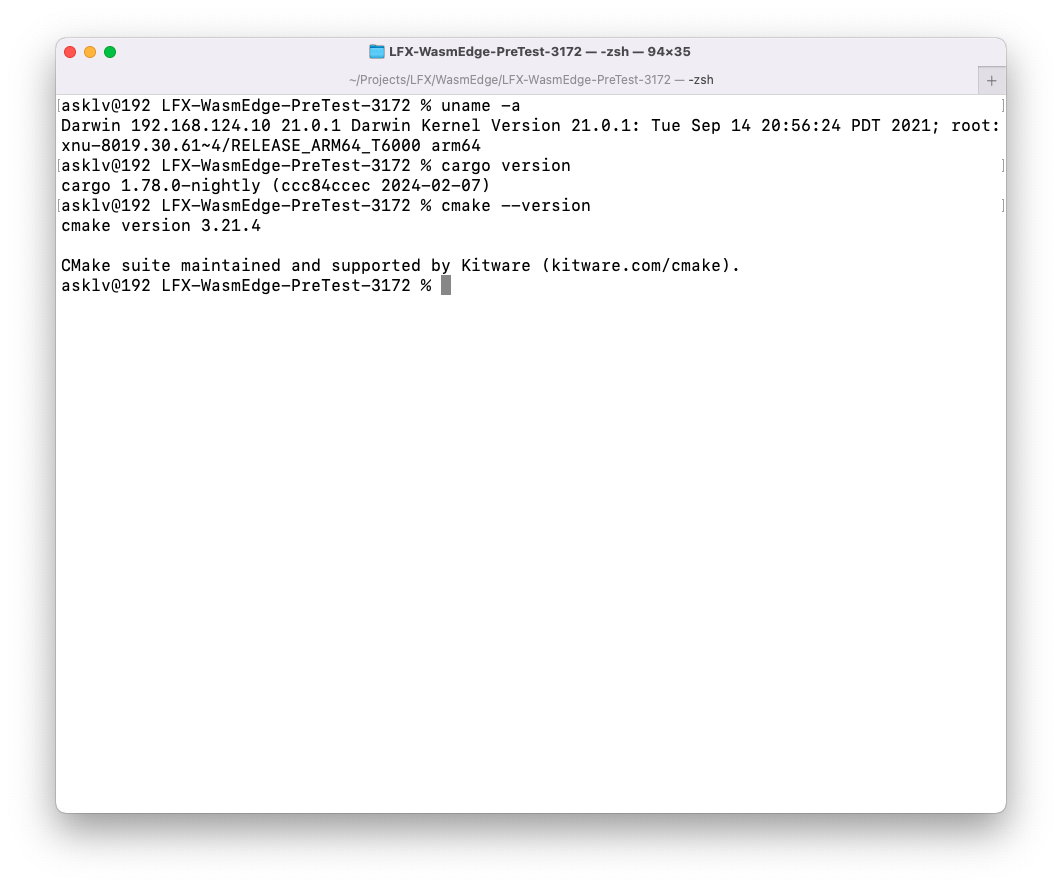 LFX-WasmEdge-PreTest-3172 — -zsh — 94×35
~/Projects/LFX/WasmEdge/LFX-WasmEdge-PreTest-3172 — -zsh
+
[asklv@192 LFX-WasmEdge-PreTest-3172 % uname -a ]
Darwin 192.168.124.10 21.0.1 Darwin Kernel Version 21.0.1: Tue Sep 14 20:56:24 PDT 2021; root:
xnu-8019.30.61~4/RELEASE_ARM64_T6000 arm64
[asklv@192 LFX-WasmEdge-PreTest-3172 % cargo version ]
cargo 1.78.0-nightly (ccc84ccec 2024-02-07)
[asklv@192 LFX-WasmEdge-PreTest-3172 % cmake --version ]
cmake version 3.21.4

CMake suite maintained and supported by Kitware (kitware.com/cmake).
asklv@192 LFX-WasmEdge-PreTest-3172 %